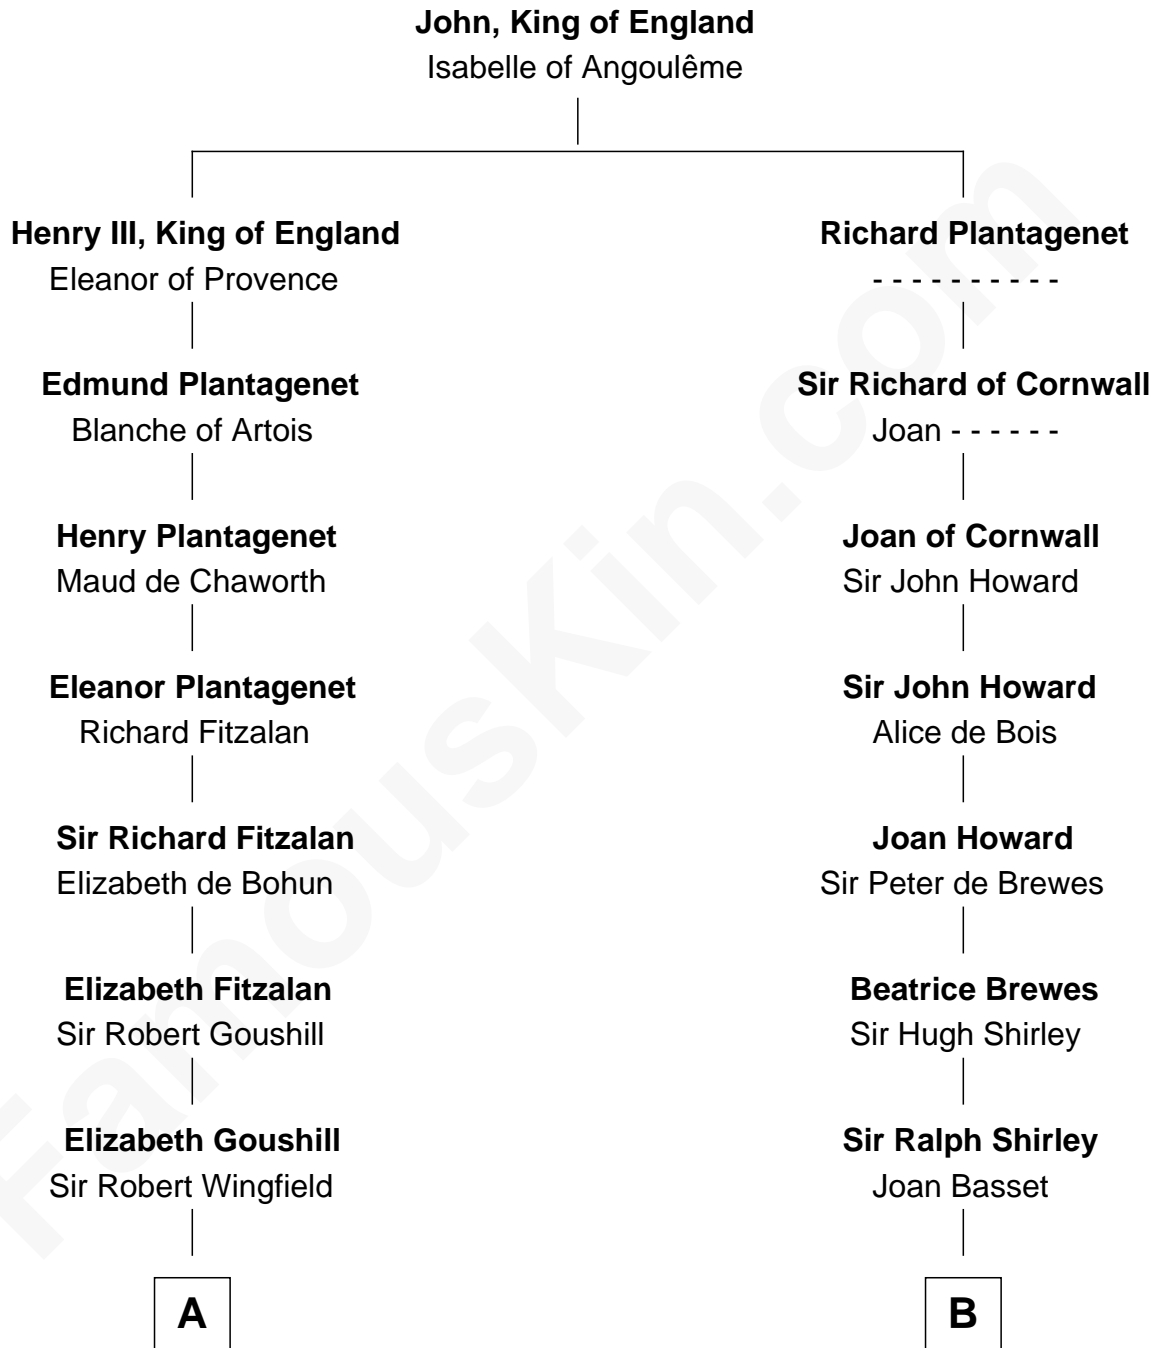 John, King of England
Isabelle of Angoulême
Henry III, King of England
Eleanor of Provence
Richard Plantagenet
- - - - - - - - - -
Edmund Plantagenet
Blanche of Artois
Sir Richard of Cornwall
Joan - - - - - -
Henry Plantagenet
Maud de Chaworth
Joan of Cornwall
Sir John Howard
Eleanor Plantagenet
Richard Fitzalan
Sir John Howard
Alice de Bois
Sir Richard Fitzalan
Elizabeth de Bohun
Joan Howard
Sir Peter de Brewes
Elizabeth Fitzalan
Sir Robert Goushill
Beatrice Brewes
Sir Hugh Shirley
Elizabeth Goushill
Sir Robert Wingfield
Sir Ralph Shirley
Joan Basset
A
B
FamousKin.com